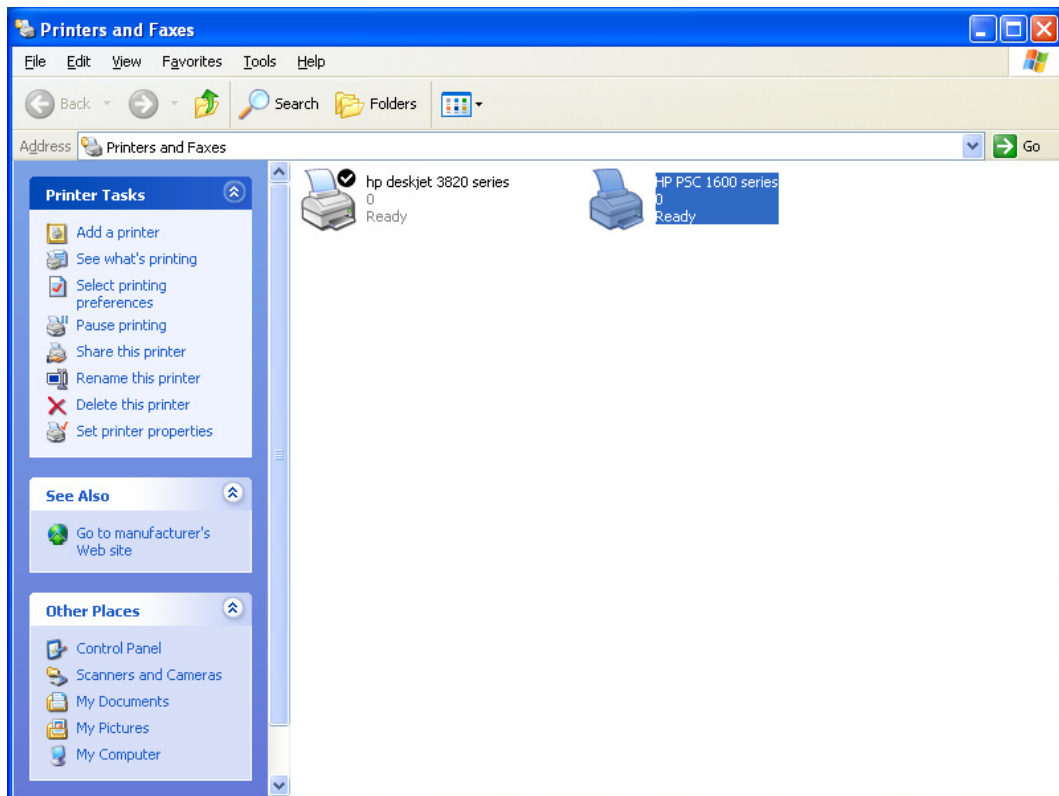 Printers and Faxes
File Edit View Favorites Tools Help
Back Search Folders
Address Printers and Faxes Go
Printer Tasks
Add a printer
See what's printing
Select printing
preferences
Pause printing
Share this printer
Rename this printer
Delete this printer
Set printer properties
See Also
Go to manufacturer's
Web site
Other Places
Control Panel
Scanners and Cameras
My Documents
My Pictures
My Computer
hp deskjet 3820 series
0
Ready
HP PSC 1600 series
0
Ready